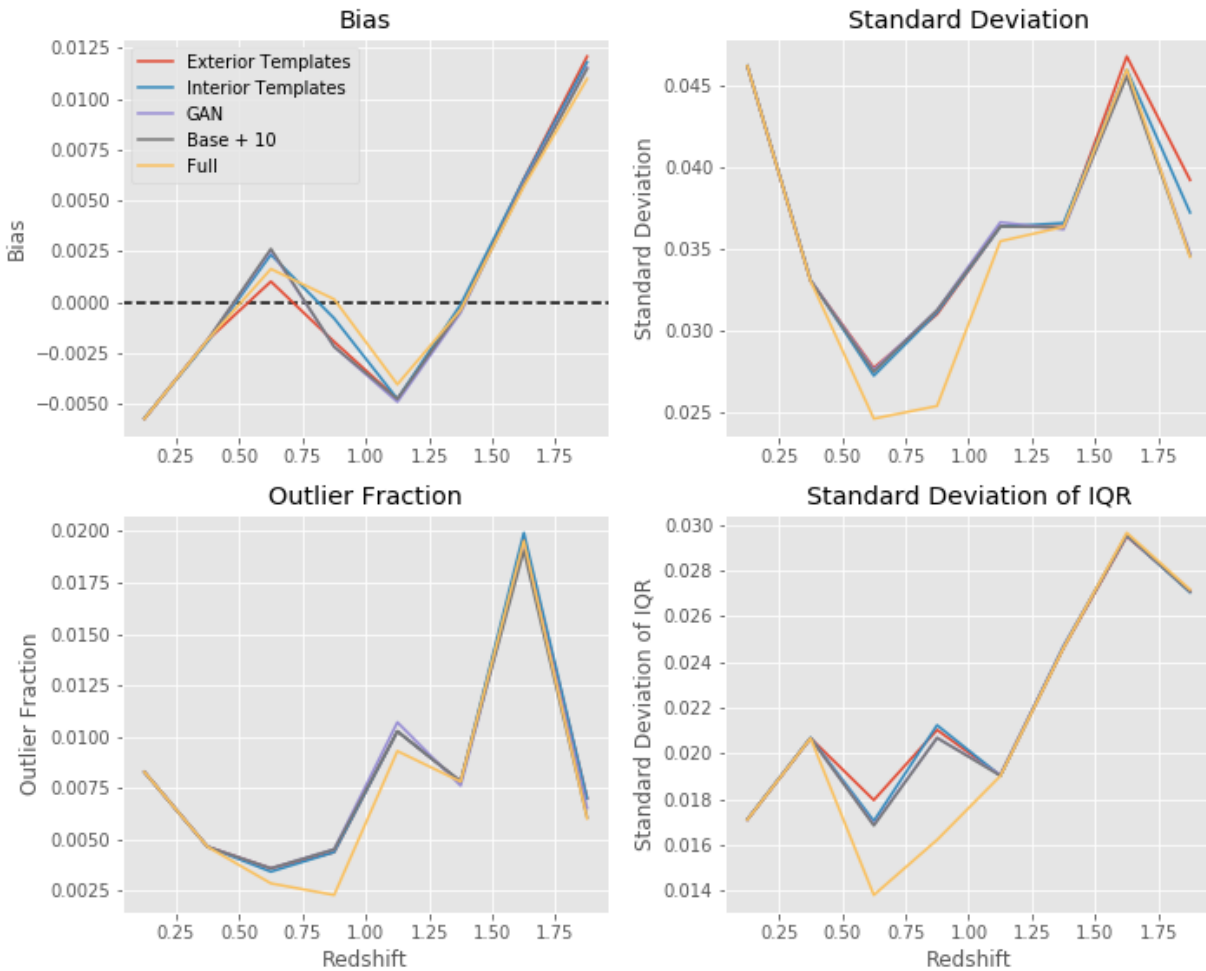 Bias
0.0125
0.0100
0.0075
0.0050
0.0025
0.0000
−0.0025
−0.0050
Bias
Exterior Templates
Interior Templates
GAN
Base + 10
Full
0.25 0.50 0.75 1.00 1.25 1.50 1.75
Standard Deviation
0.045
0.040
0.035
0.030
0.025
Standard Deviation
0.25 0.50 0.75 1.00 1.25 1.50 1.75
Outlier Fraction
0.0200
0.0175
0.0150
0.0125
0.0100
0.0075
0.0050
0.0025
Outlier Fraction
0.25 0.50 0.75 1.00 1.25 1.50 1.75
Redshift
Standard Deviation of IQR
0.030
0.028
0.026
0.024
0.022
0.020
0.018
0.016
0.014
Standard Deviation of IQR
0.25 0.50 0.75 1.00 1.25 1.50 1.75
Redshift